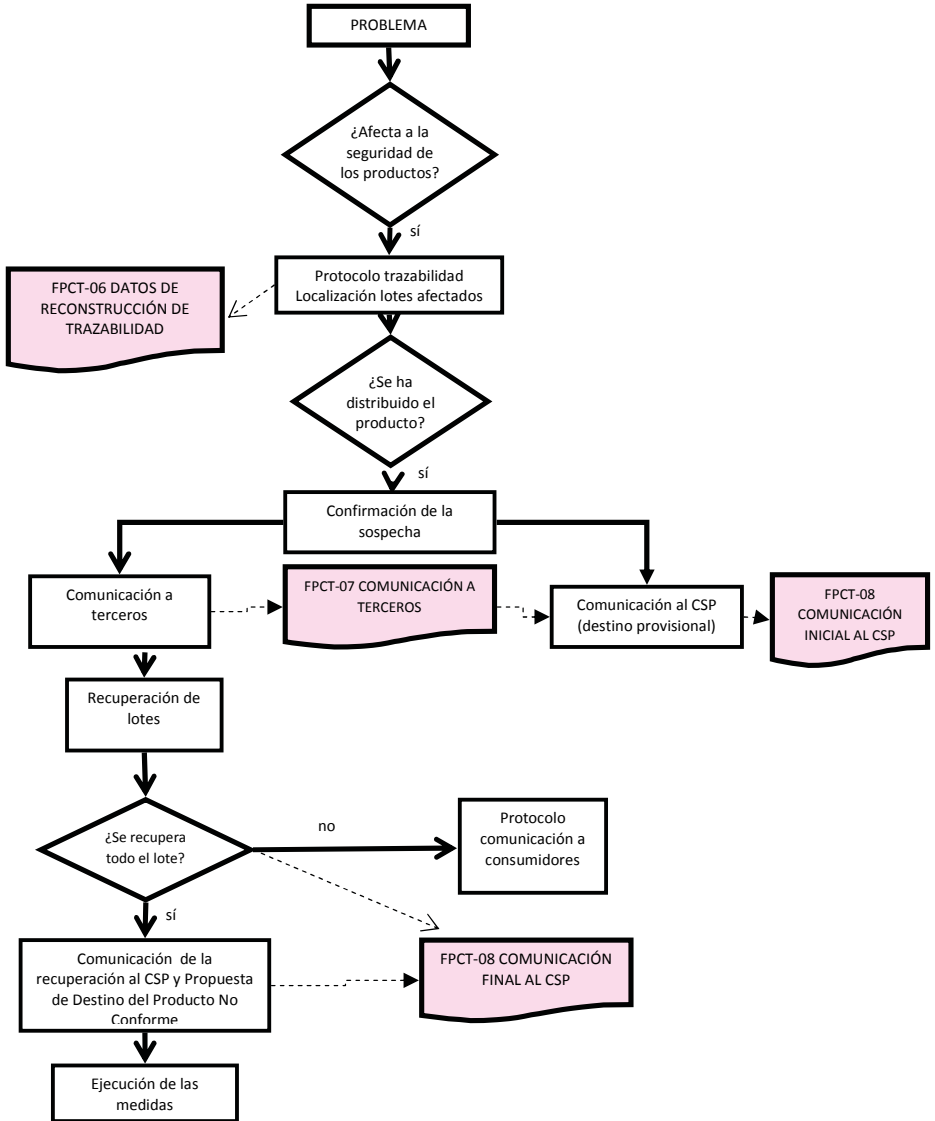 PROBLEMA
¿Afecta a la
seguridad de
los productos?
sí
Protocolo trazabilidad
Localización lotes afectados
FPCT-06 DATOS DE
RECONSTRUCCIÓN DE
TRAZABILIDAD
¿Se ha
distribuido el
producto?
sí
Confirmación de la
sospecha
Comunicación a
terceros
FPCT-07 COMUNICACIÓN A
TERCEROS
Comunicación al CSP
(destino provisional)
FPCT-08
COMUNICACIÓN
INICIAL AL CSP
Recuperación de
lotes
¿Se recupera
todo el lote?
no
Protocolo
comunicación a
consumidores
sí
Comunicación de la
recuperación al CSP y Propuesta
de Destino del Producto No
Conforme
FPCT-08 COMUNICACIÓN
FINAL AL CSP
Ejecución de las
medidas